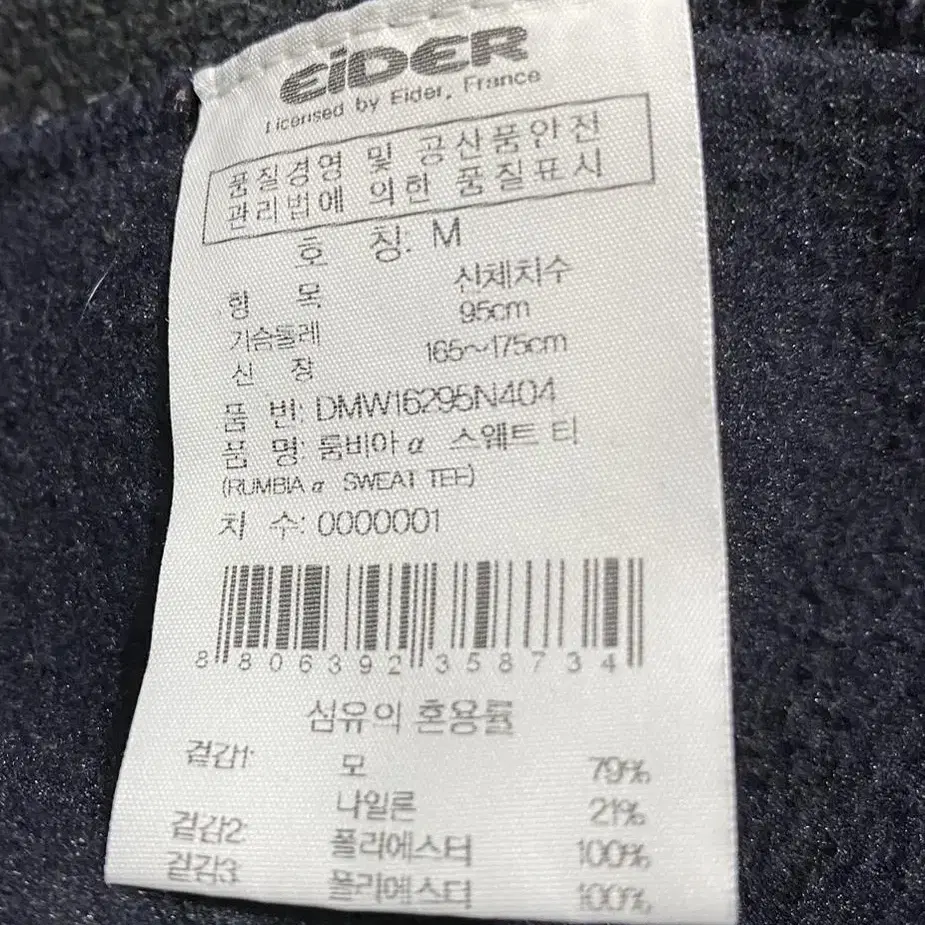 EiDER
Licensed by Eider, France
품질경영 및 공산품안전
관리법에 의한 품질표시
호 칭: M
항 목 신체치수
가슴둘레 95cm
신 장 165~175cm
품 번: DMW16295N404
품 명: 룸비아 α 스웨트 티
(RUMBIA α SWEAT TEE)
차 수: 0000001
8 806392 358734
섬유의 혼용률
겉감1: 모 79%
나일론 21%
겉감2: 폴리에스터 100%
겉감3: 폴리에스터 100%